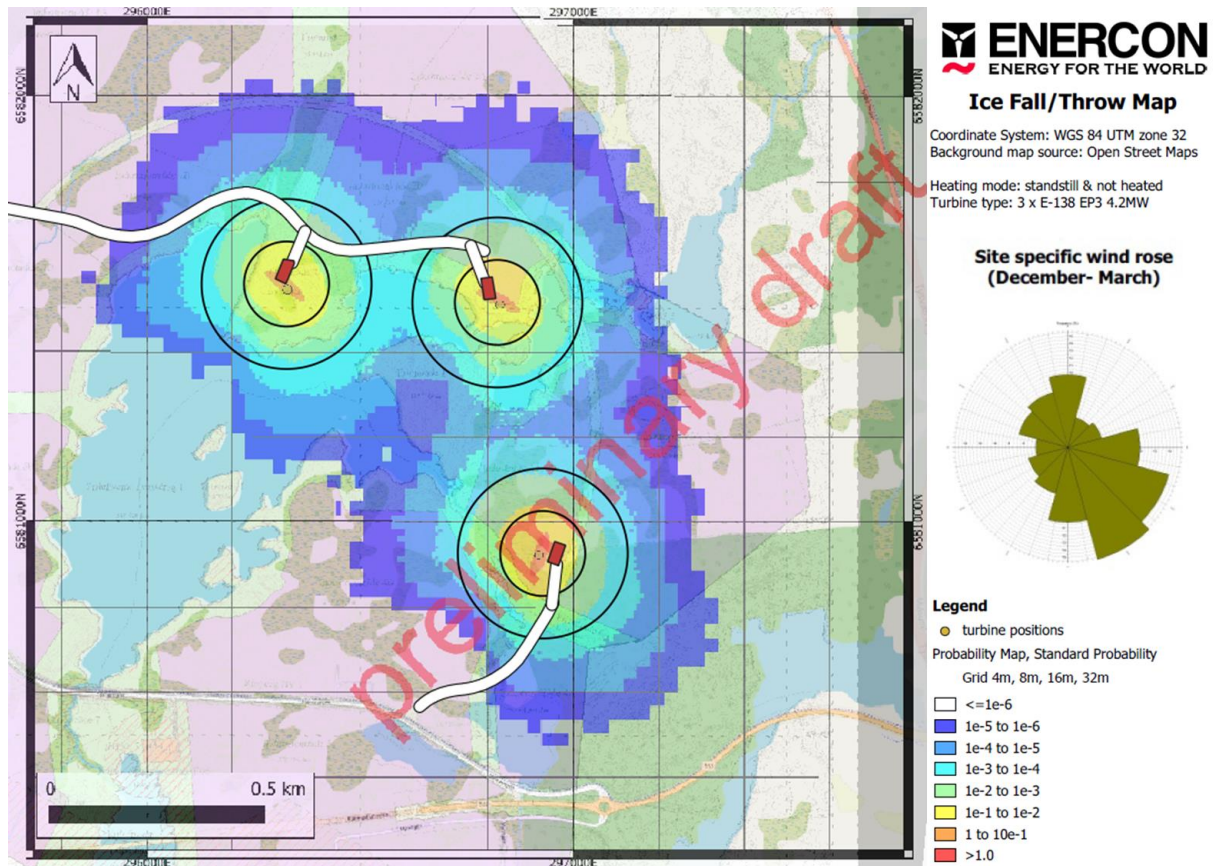 296000E
297000E
ENERCON
ENERGY FOR THE WORLD
Ice Fall/Throw Map
Coordinate System: WGS 84 UTM zone 32
Background map source: Open Street Maps
Heating mode: standstill & not heated
Turbine type: 3 x E-138 EP3 4.2MW
Site specific wind rose
(December- March)
N
6582000N
6582000N
6581000N
6581000N
preliminary draft
Legend
turbine positions
Probability Map, Standard Probability
Grid 4m, 8m, 16m, 32m
<=1e-6
1e-5 to 1e-6
1e-4 to 1e-5
1e-3 to 1e-4
1e-2 to 1e-3
1e-1 to 1e-2
1 to 10e-1
>1.0
0
0.5 km
296000E
297000E